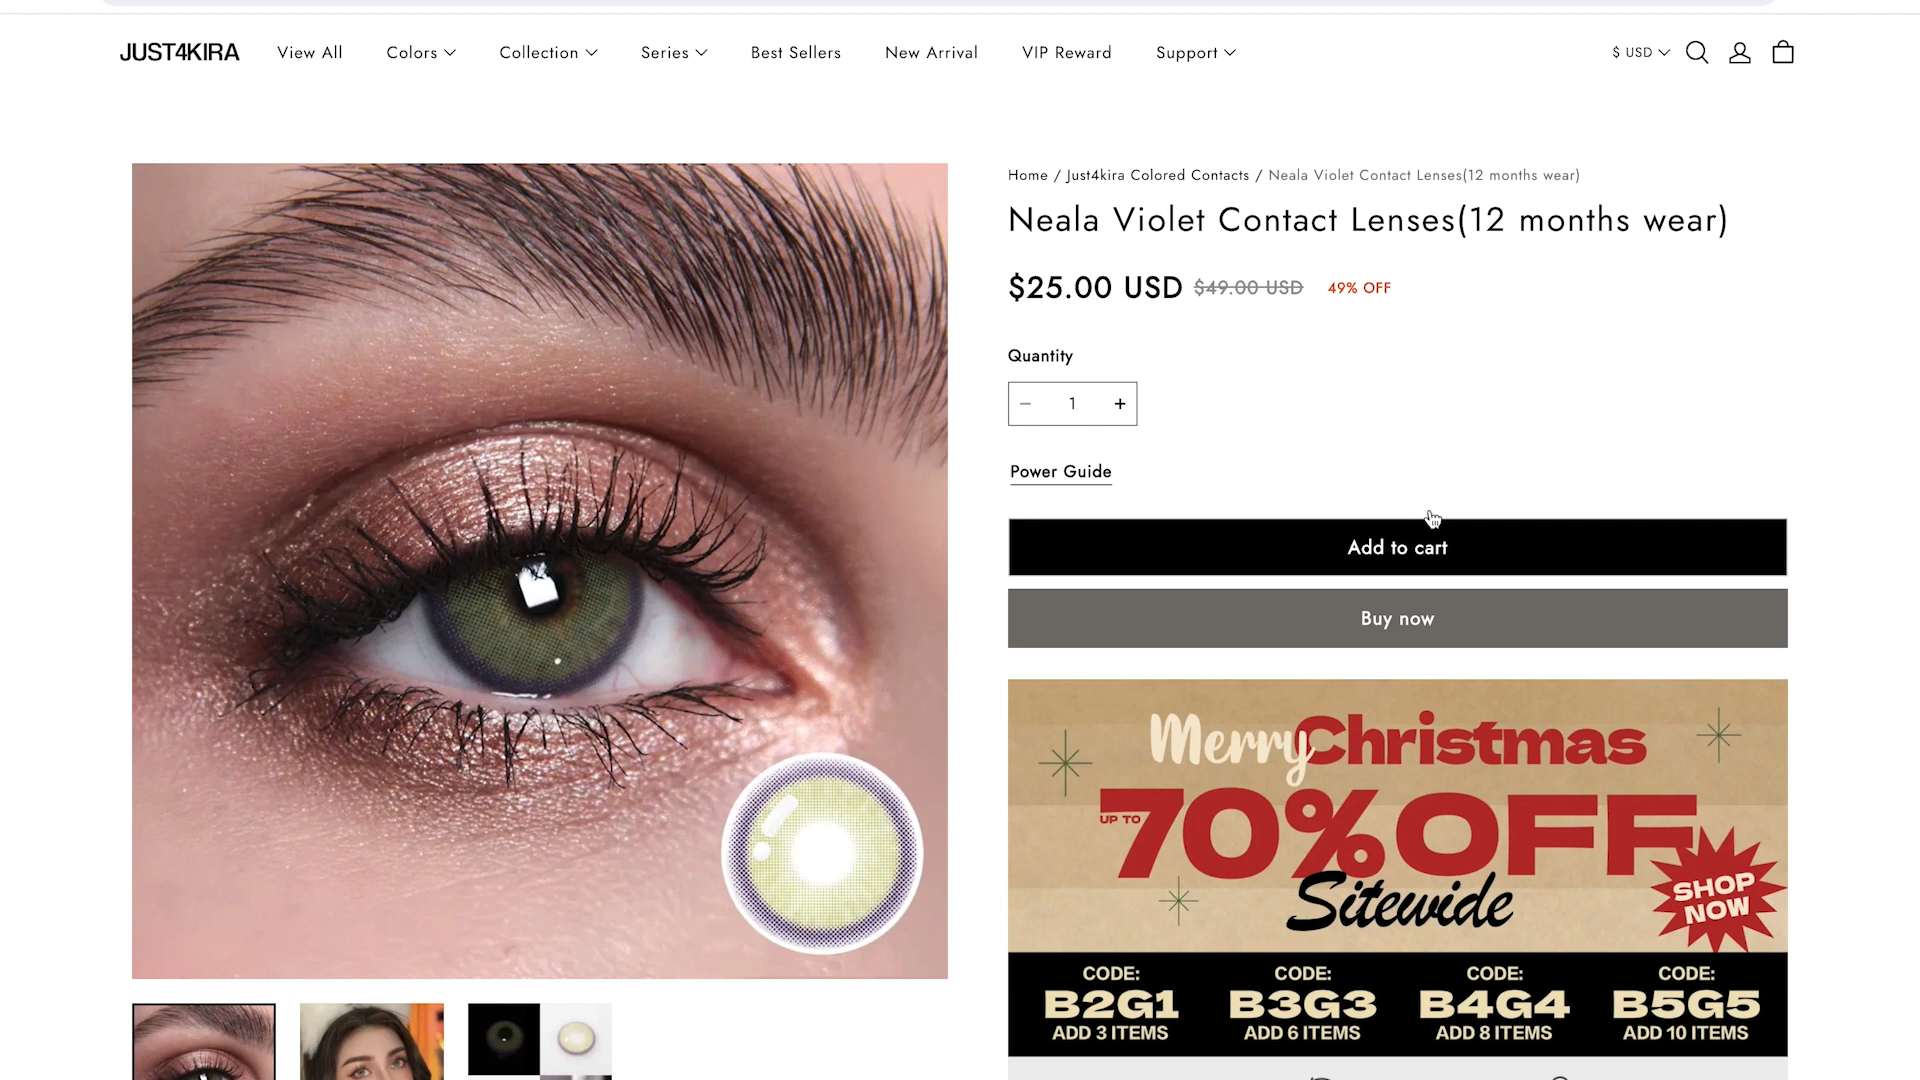 JUST4KIRA View All Colors Collection Series Best Sellers New Arrival VIP Reward Support $ USD
Home / Just4kira Colored Contacts / Neala Violet Contact Lenses(12 months wear)
Neala Violet Contact Lenses(12 months wear)
$25.00 USD $49.00 USD 49% OFF
Quantity
− 1 +
Power Guide
Add to cart
Buy now
Merry Christmas
UP TO 70% OFF
Sitewide
SHOP
NOW
CODE: CODE: CODE: CODE:
B2G1 B3G3 B4G4 B5G5
ADD 3 ITEMS ADD 6 ITEMS ADD 8 ITEMS ADD 10 ITEMS